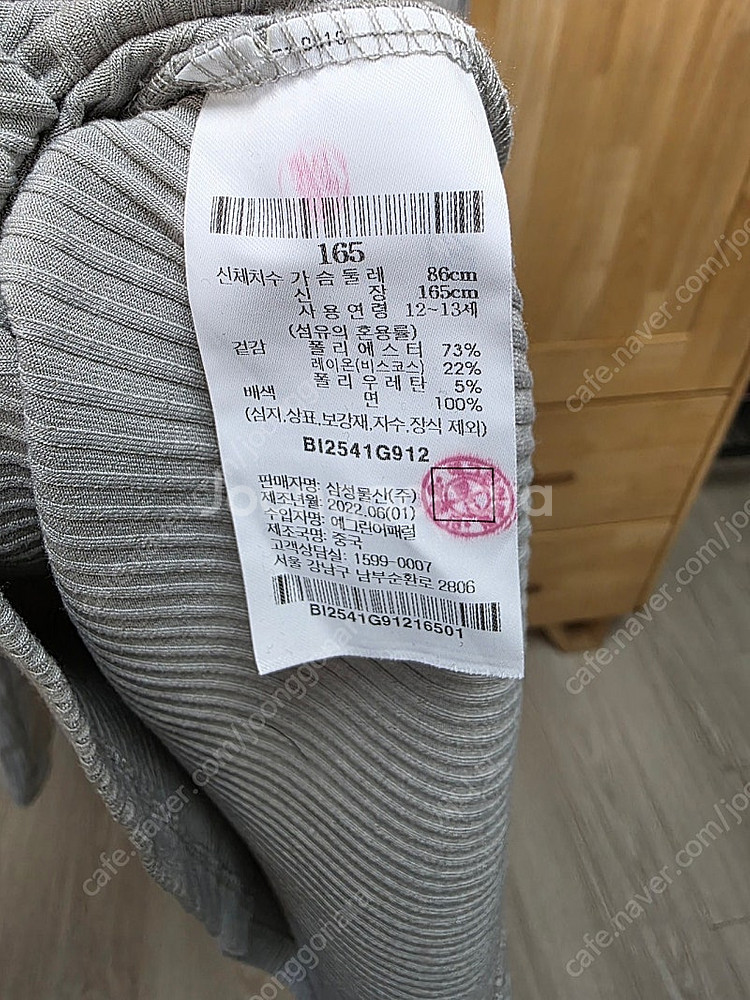 165
신체치수 가 슴 둘 레 86cm
신 장 165cm
사 용 연 령 12~13세
(섬유의 혼용률)
겉감 폴 리 에 스 터 73%
레이온(비스코스) 22%
폴 리 우 레 탄 5%
배색 면 100%
(심지,상표,보강재,자수,장식 제외)
BI2541G912
판매자명: 삼성물산(주)
제조년월: 2022.06(01)
수입자명: 에그린어패럴
제조국명: 중국
고객상담실: 1599-0007
서울 강남구 남부순환로 2806
BI2541G91216501
cafe.naver.com/joonggonara